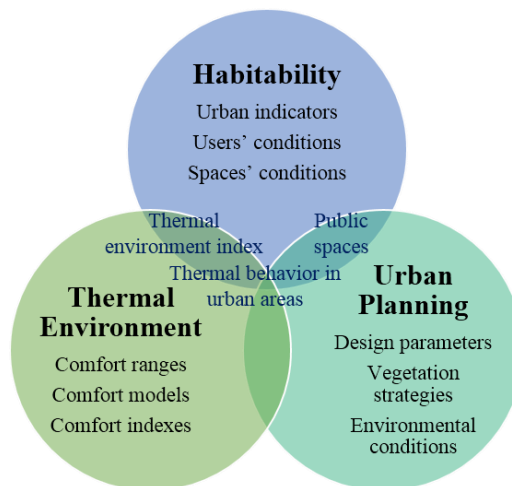 Habitability
Urban indicators
Users’ conditions
Spaces’ conditions
Thermal
environment index
Public
spaces
Thermal behavior in
urban areas
Thermal
Environment
Comfort ranges
Comfort models
Comfort indexes
Urban
Planning
Design parameters
Vegetation
strategies
Environmental
conditions